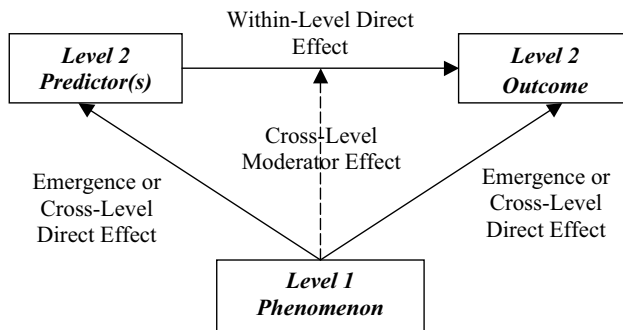 Within-Level Direct
Effect
Level 2
Predictor(s)
Level 2
Outcome
Cross-Level
Moderator Effect
Emergence or
Cross-Level
Direct Effect
Emergence or
Cross-Level
Direct Effect
Level 1
Phenomenon